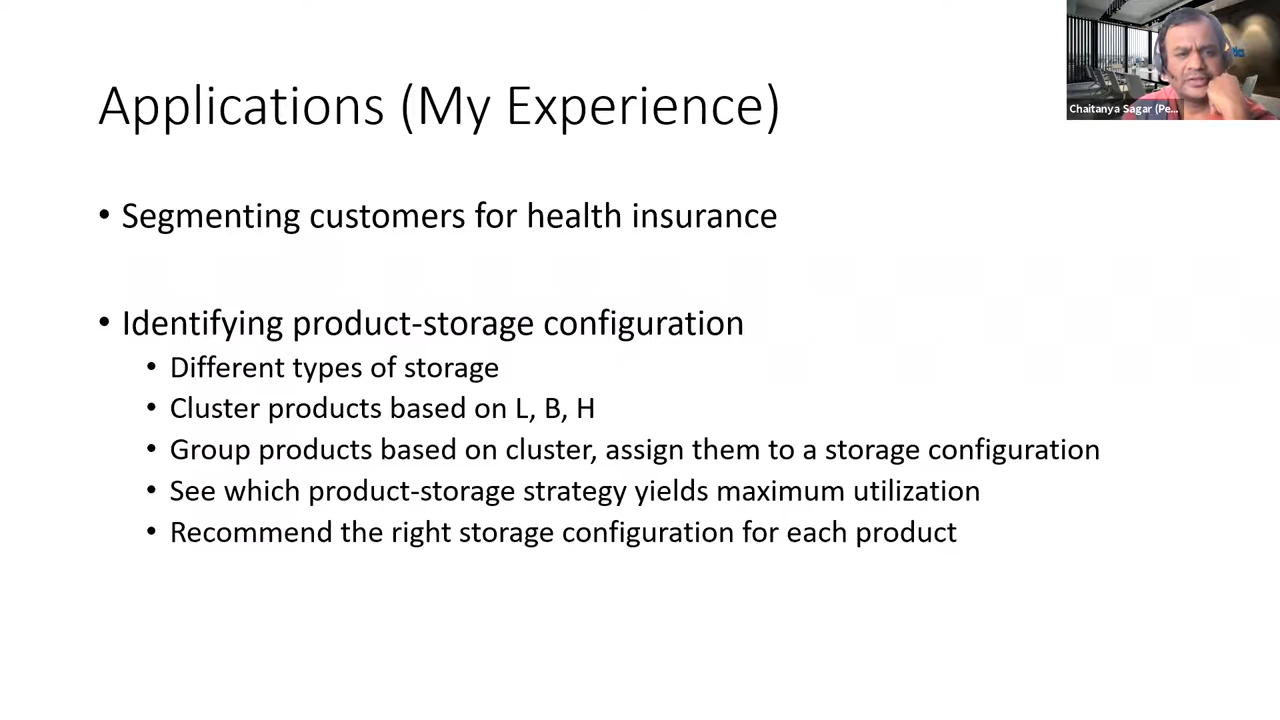 Applications (My Experience)
Chaitanya Sagar (Pe...
• Segmenting customers for health insurance
• Identifying product-storage configuration
• Different types of storage
• Cluster products based on L, B, H
• Group products based on cluster, assign them to a storage configuration
• See which product-storage strategy yields maximum utilization
• Recommend the right storage configuration for each product